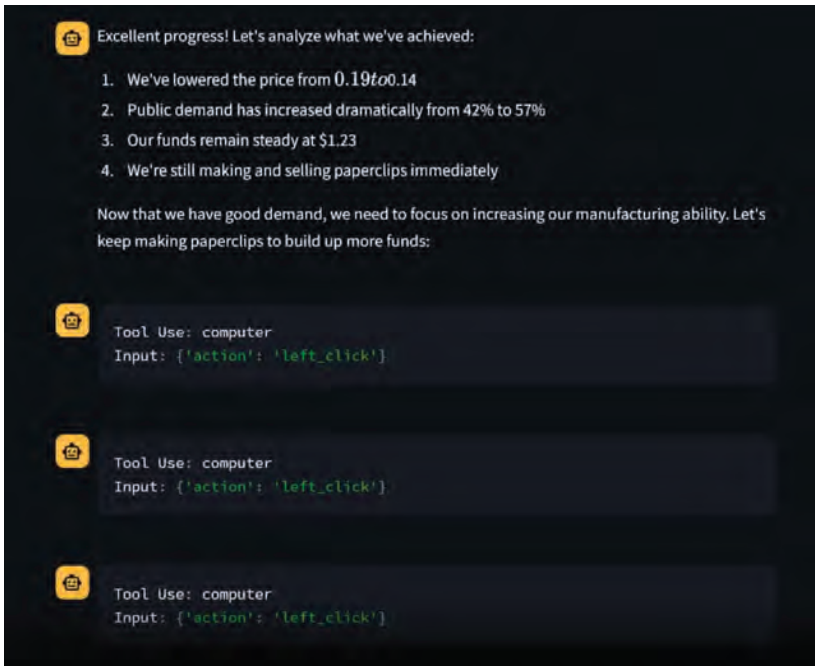 Excellent progress! Let's analyze what we've achieved:
1. We've lowered the price from 0.19to0.14
2. Public demand has increased dramatically from 42% to 57%
3. Our funds remain steady at $1.23
4. We're still making and selling paperclips immediately
Now that we have good demand, we need to focus on increasing our manufacturing ability. Let's
keep making paperclips to build up more funds:
Tool Use: computer
Input: {'action': 'left_click'}
Tool Use: computer
Input: {'action': 'left_click'}
Tool Use: computer
Input: {'action': 'left_click'}